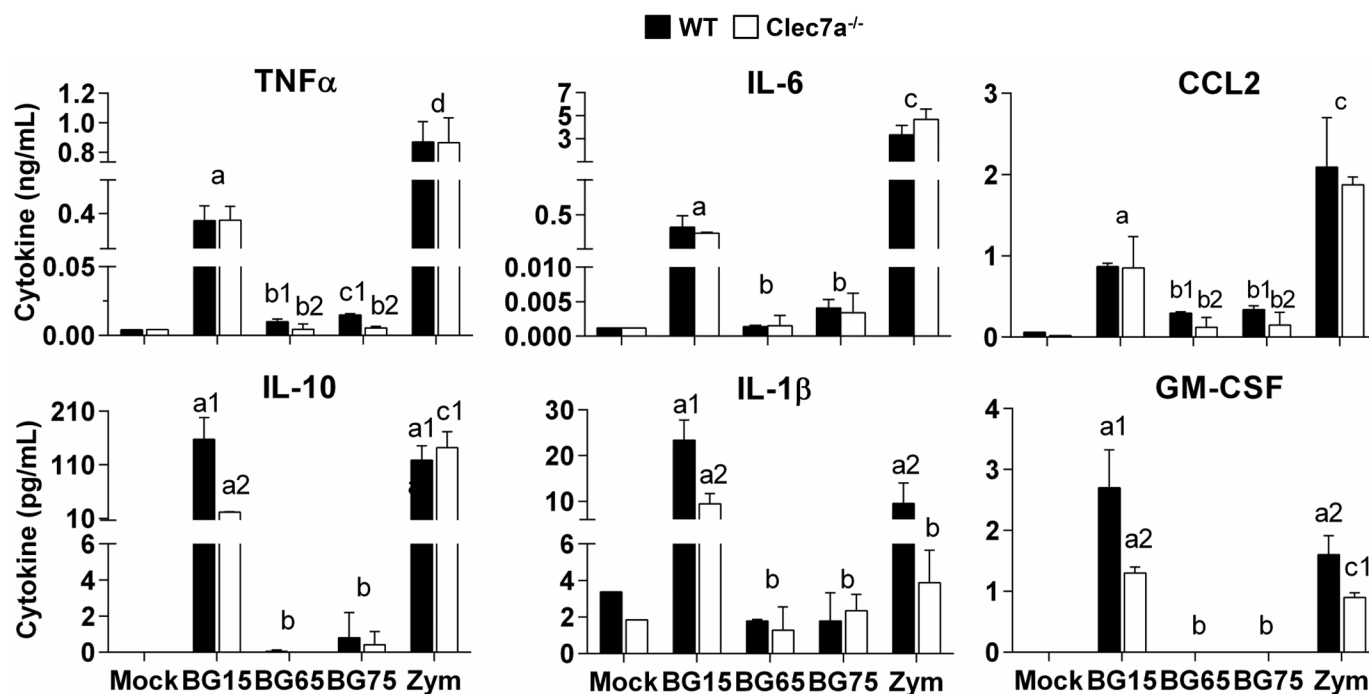 WT Clec7a-/-
TNFα IL-6 CCL2
Cytokine (ng/mL)
1.2
1.0
0.8
0.4
0.05
0.00
a
b1
b2
c1
b2
d
7
5
3
0.5
0.010
0.005
0.000
a
b
b
c
3
2
1
0
a
b1
b2
b1
b2
c
IL-10 IL-1β GM-CSF
Cytokine (pg/mL)
210
110
10
6
4
2
0
a1
a2
b
b
a1
c1
30
20
10
6
4
2
0
a1
a2
b
b
a2
b
4
3
2
1
0
a1
a2
b
b
a2
c1
Mock BG15 BG65 BG75 Zym
Mock BG15 BG65 BG75 Zym
Mock BG15 BG65 BG75 Zym